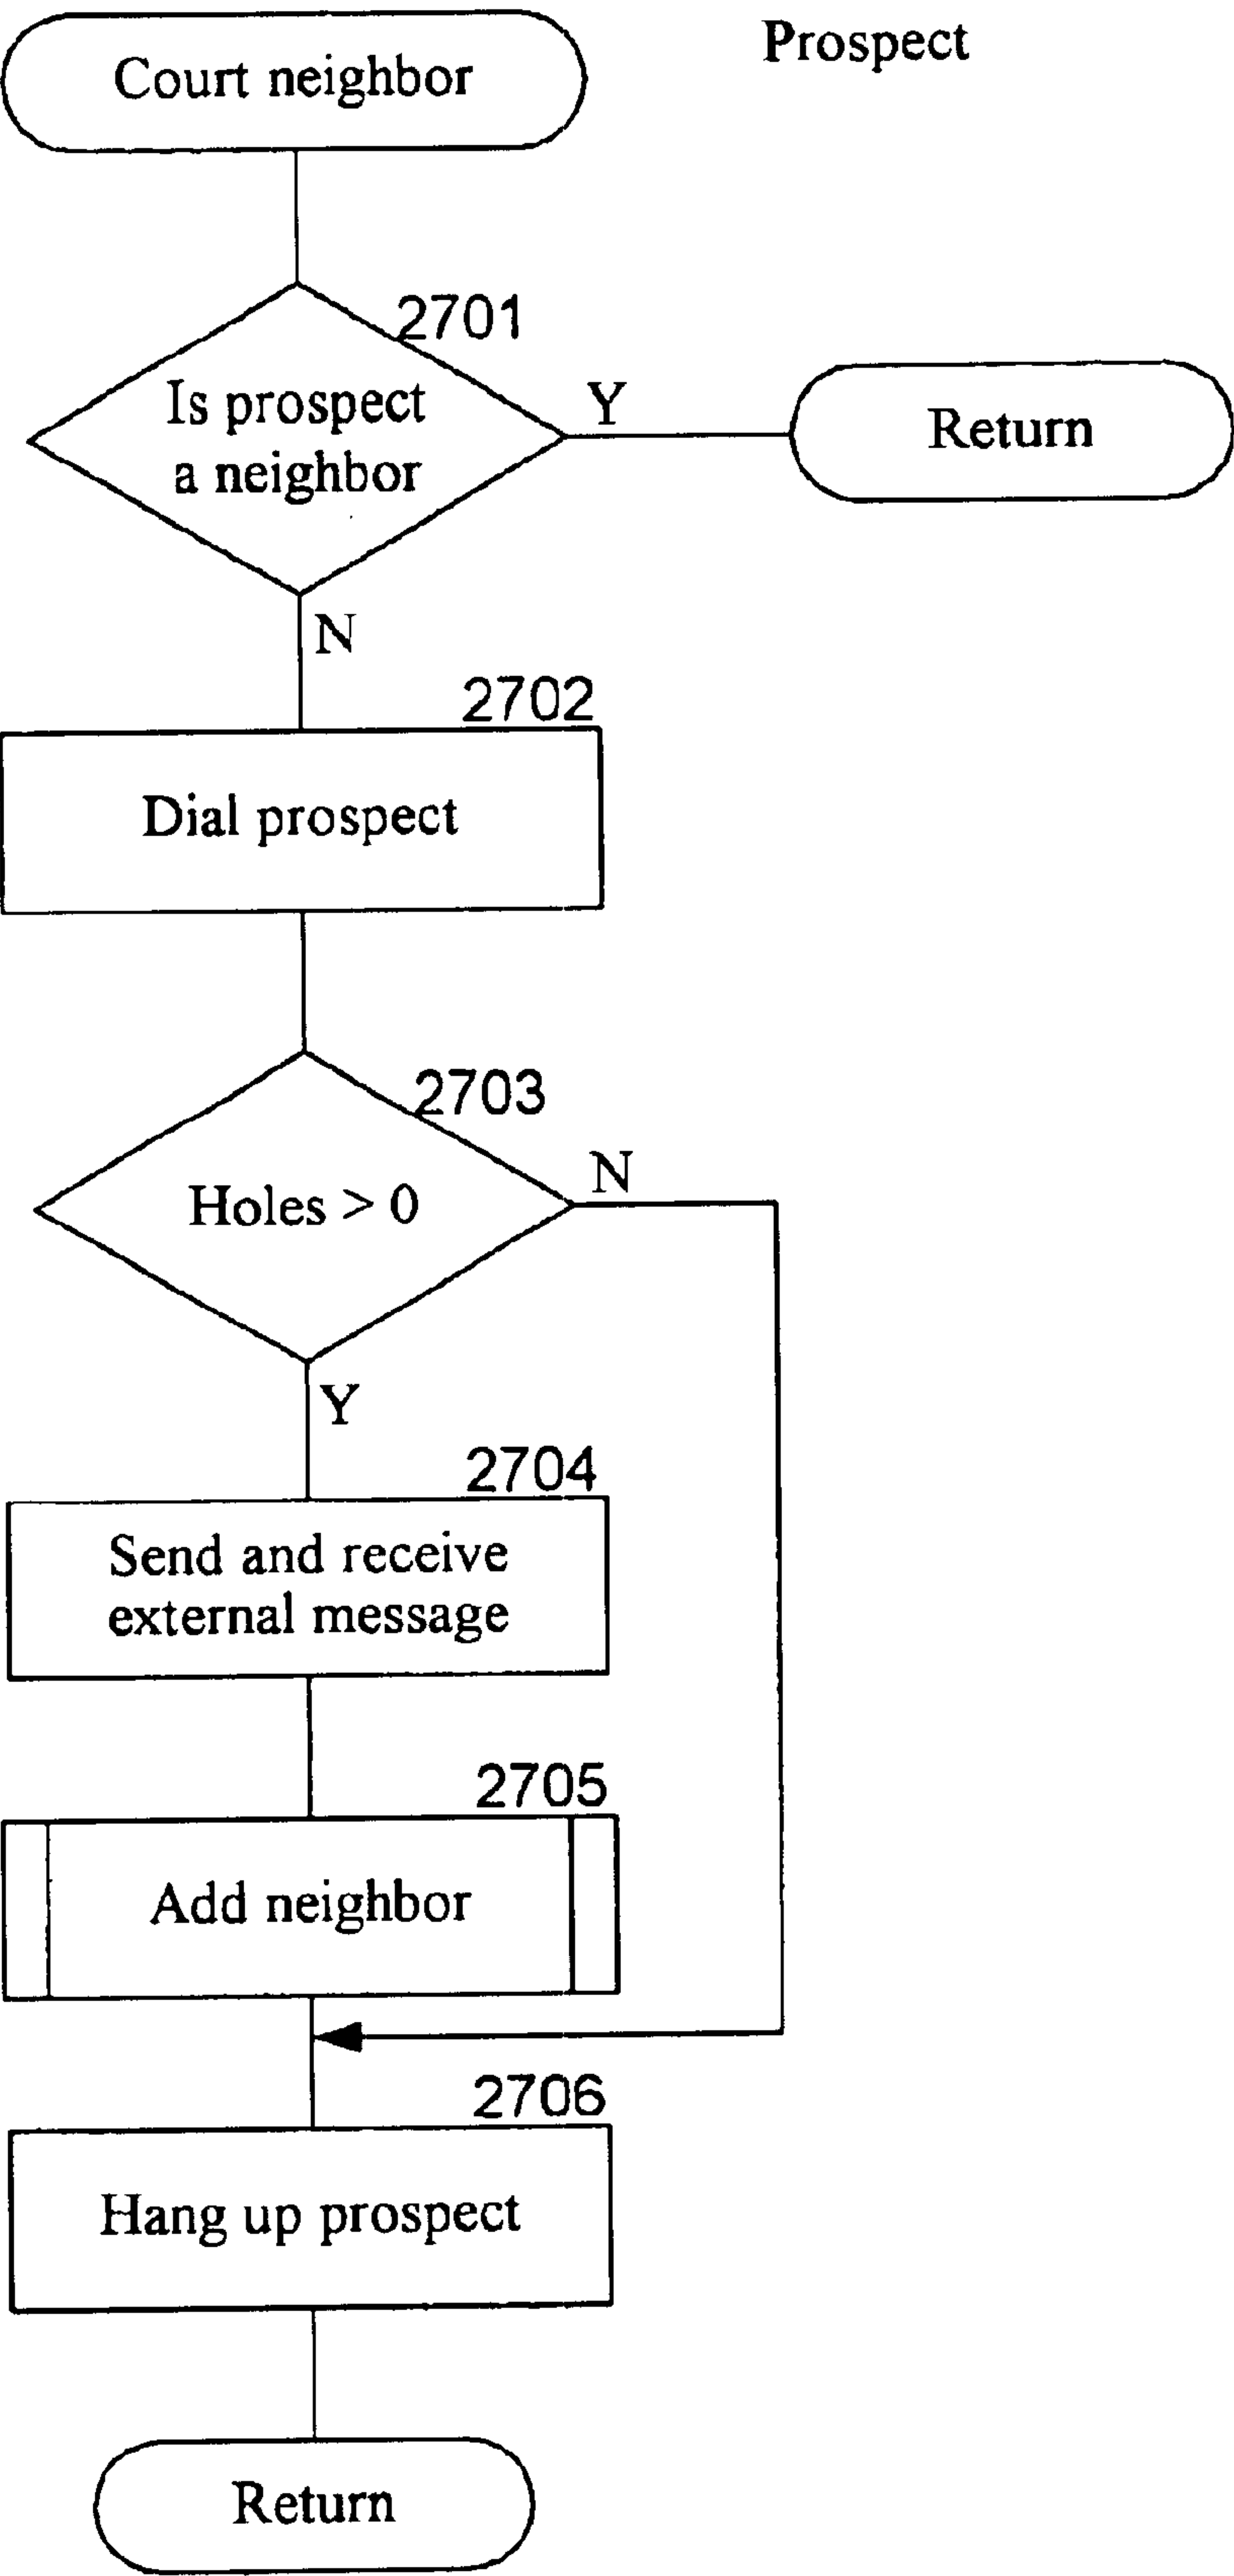 Court neighbor
Prospect
2701
Is prospect
a neighbor
Y
Return
N
2702
Dial prospect
2703
Holes > 0
N
Y
2704
Send and receive
external message
2705
Add neighbor
2706
Hang up prospect
Return